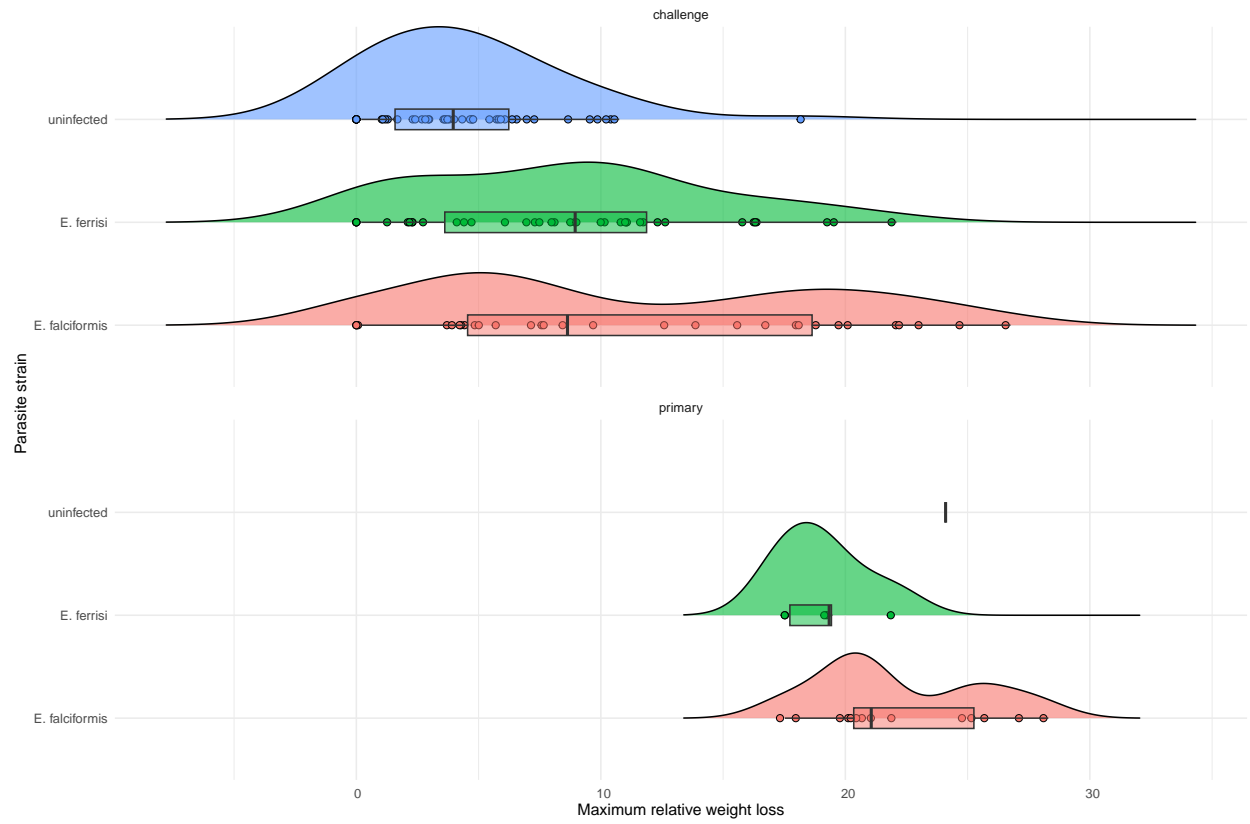 challenge
uninfected
E. ferrisi
E. falciformis
Parasite strain
primary
uninfected
E. ferrisi
E. falciformis
0 10 20 30
Maximum relative weight loss